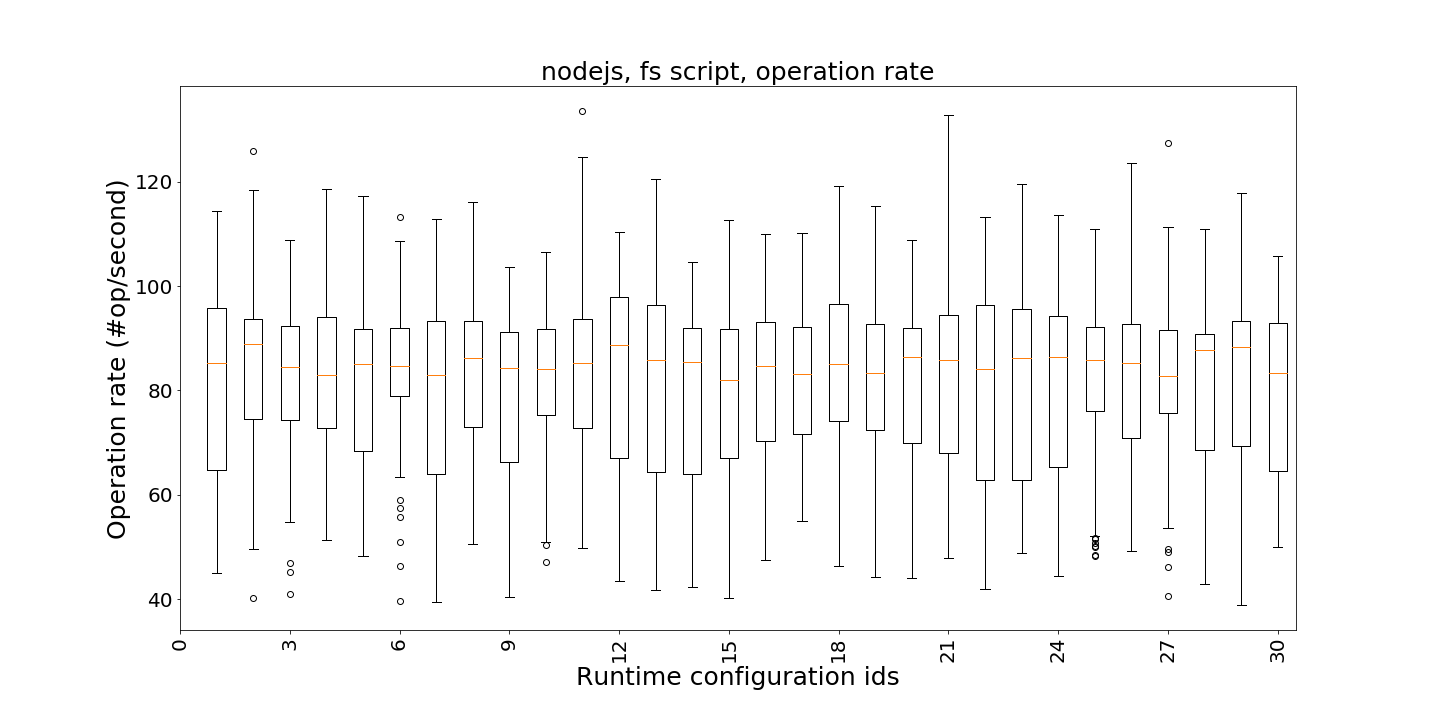 nodejs, fs script, operation rate
Operation rate (#op/second)
120
100
80
60
40
0 3 6 9 12 15 18 21 24 27 30
Runtime configuration ids